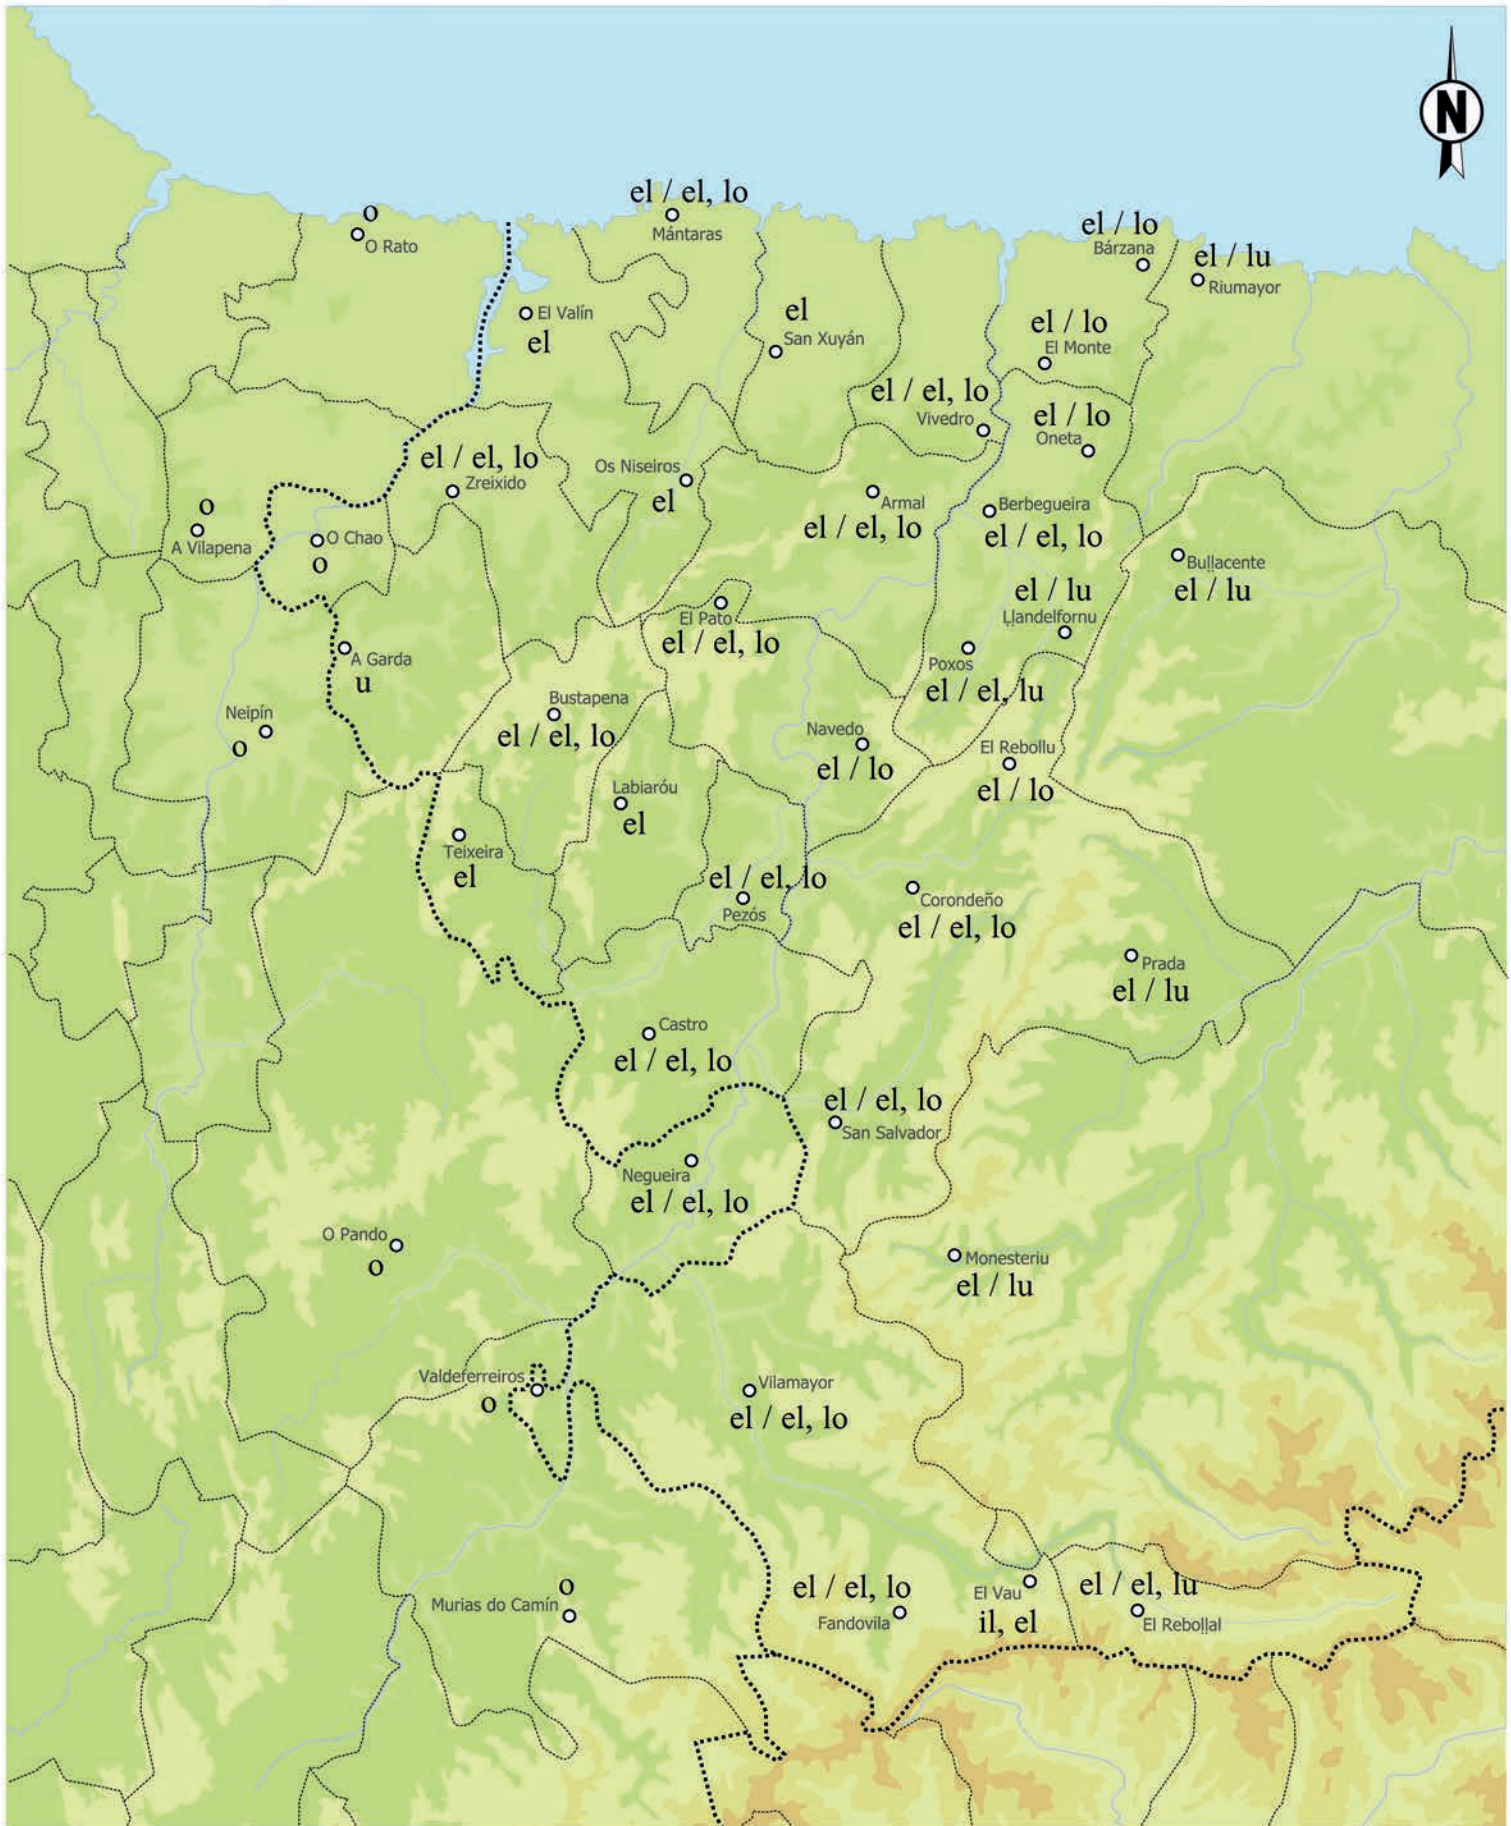 N
el / el, lo
Mántaras
o
O Rato
el / lo
Bárzana
el / lu
Riumayor
El Valín
el
el
San Xuyán
el / lo
El Monte
el / el, lo
Vivedro
el / lo
Oneta
el / el, lo
Zreixido
Os Niseiros
el
Armal
el / el, lo
Berbegueira
el / el, lo
o
A Vilapena
O Chao
o
Buḷḷacente
el / lu
el / lu
Ḷḷandelfornu
El Pato
el / el, lo
A Garda
u
Poxos
el / el, lu
Bustapena
el / el, lo
Neipín
o
Navedo
el / lo
El Rebollu
el / lo
Labiaróu
el
Teixeira
el
el / el, lo
Pezós
Corondeño
el / el, lo
Prada
el / lu
Castro
el / el, lo
el / el, lo
San Salvador
Negueira
el / el, lo
O Pando
o
Monesteriu
el / lu
Valdeferreiros
o
Vilamayor
el / el, lo
o
Murias do Camín
el / el, lo
Fandovila
El Vau
il, el
el / el, lu
El Reboḷḷal